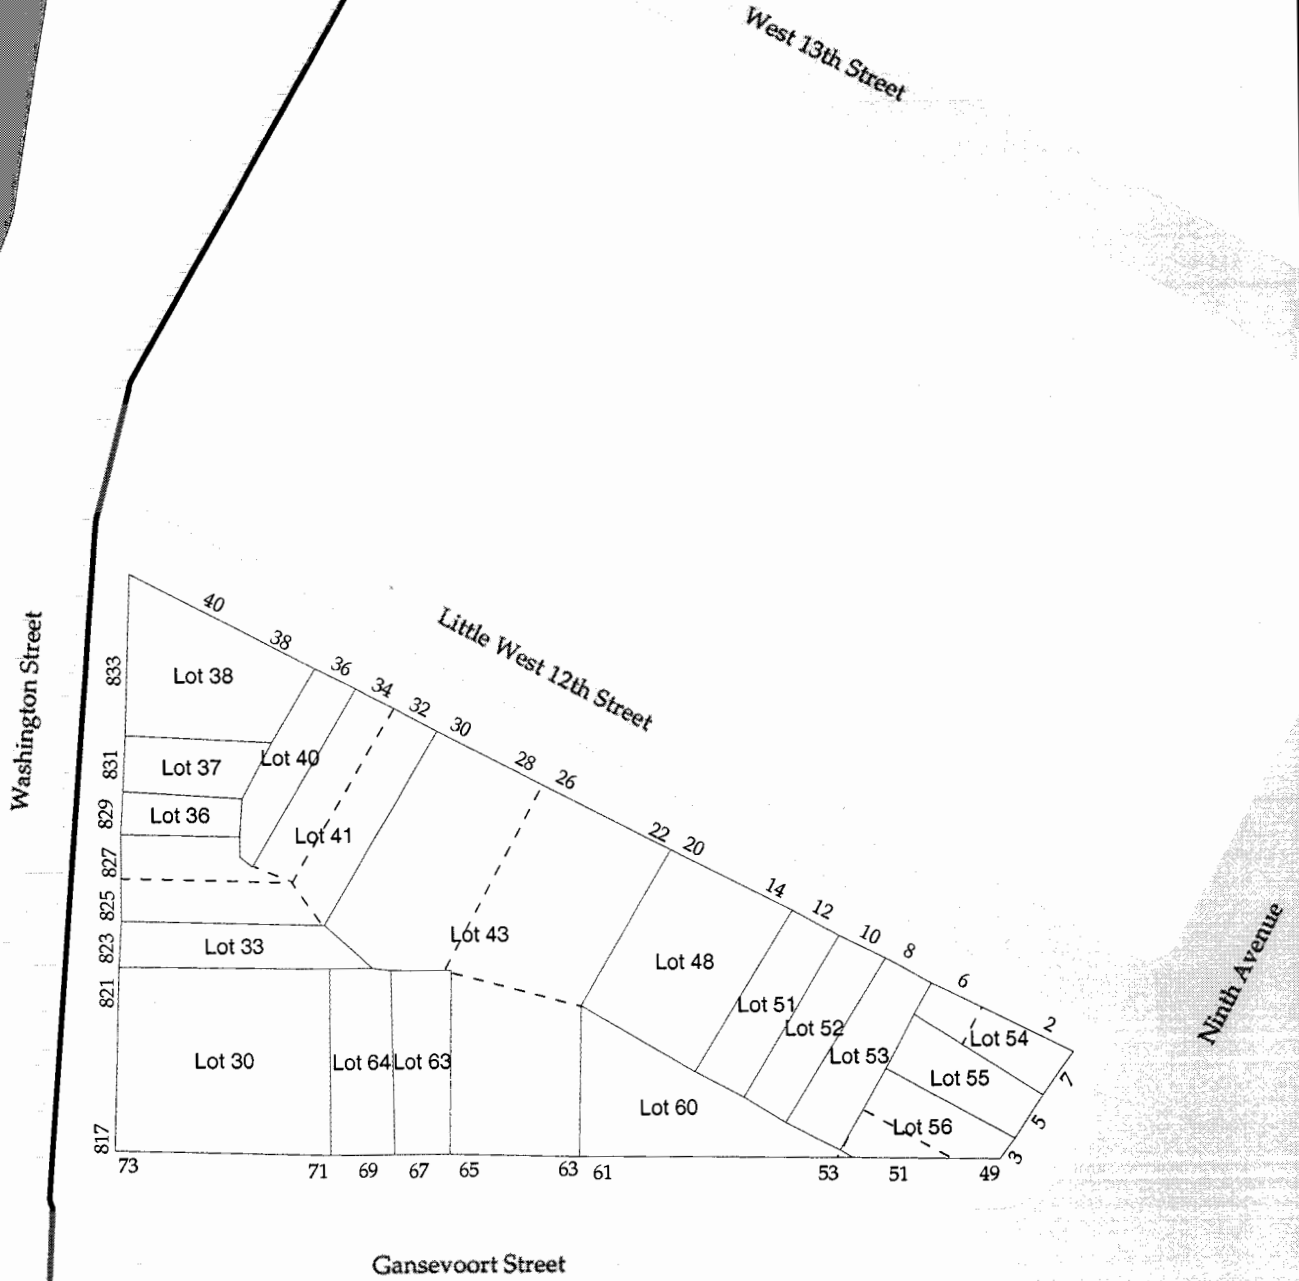 West 13th Street
Little West 12th Street
Washington Street
Ninth Avenue
Gansevoort Street
40
38
36
34
32
30
28
26
22
20
14
12
10
8
6
2
833
831
829
827
825
823
821
817
Lot 38
Lot 37
Lot 40
Lot 36
Lot 41
Lot 33
Lot 43
Lot 48
Lot 51
Lot 52
Lot 53
Lot 54
Lot 55
Lot 56
Lot 30
Lot 64
Lot 63
Lot 60
7
5
3
73
71
69
67
65
63
61
53
51
49